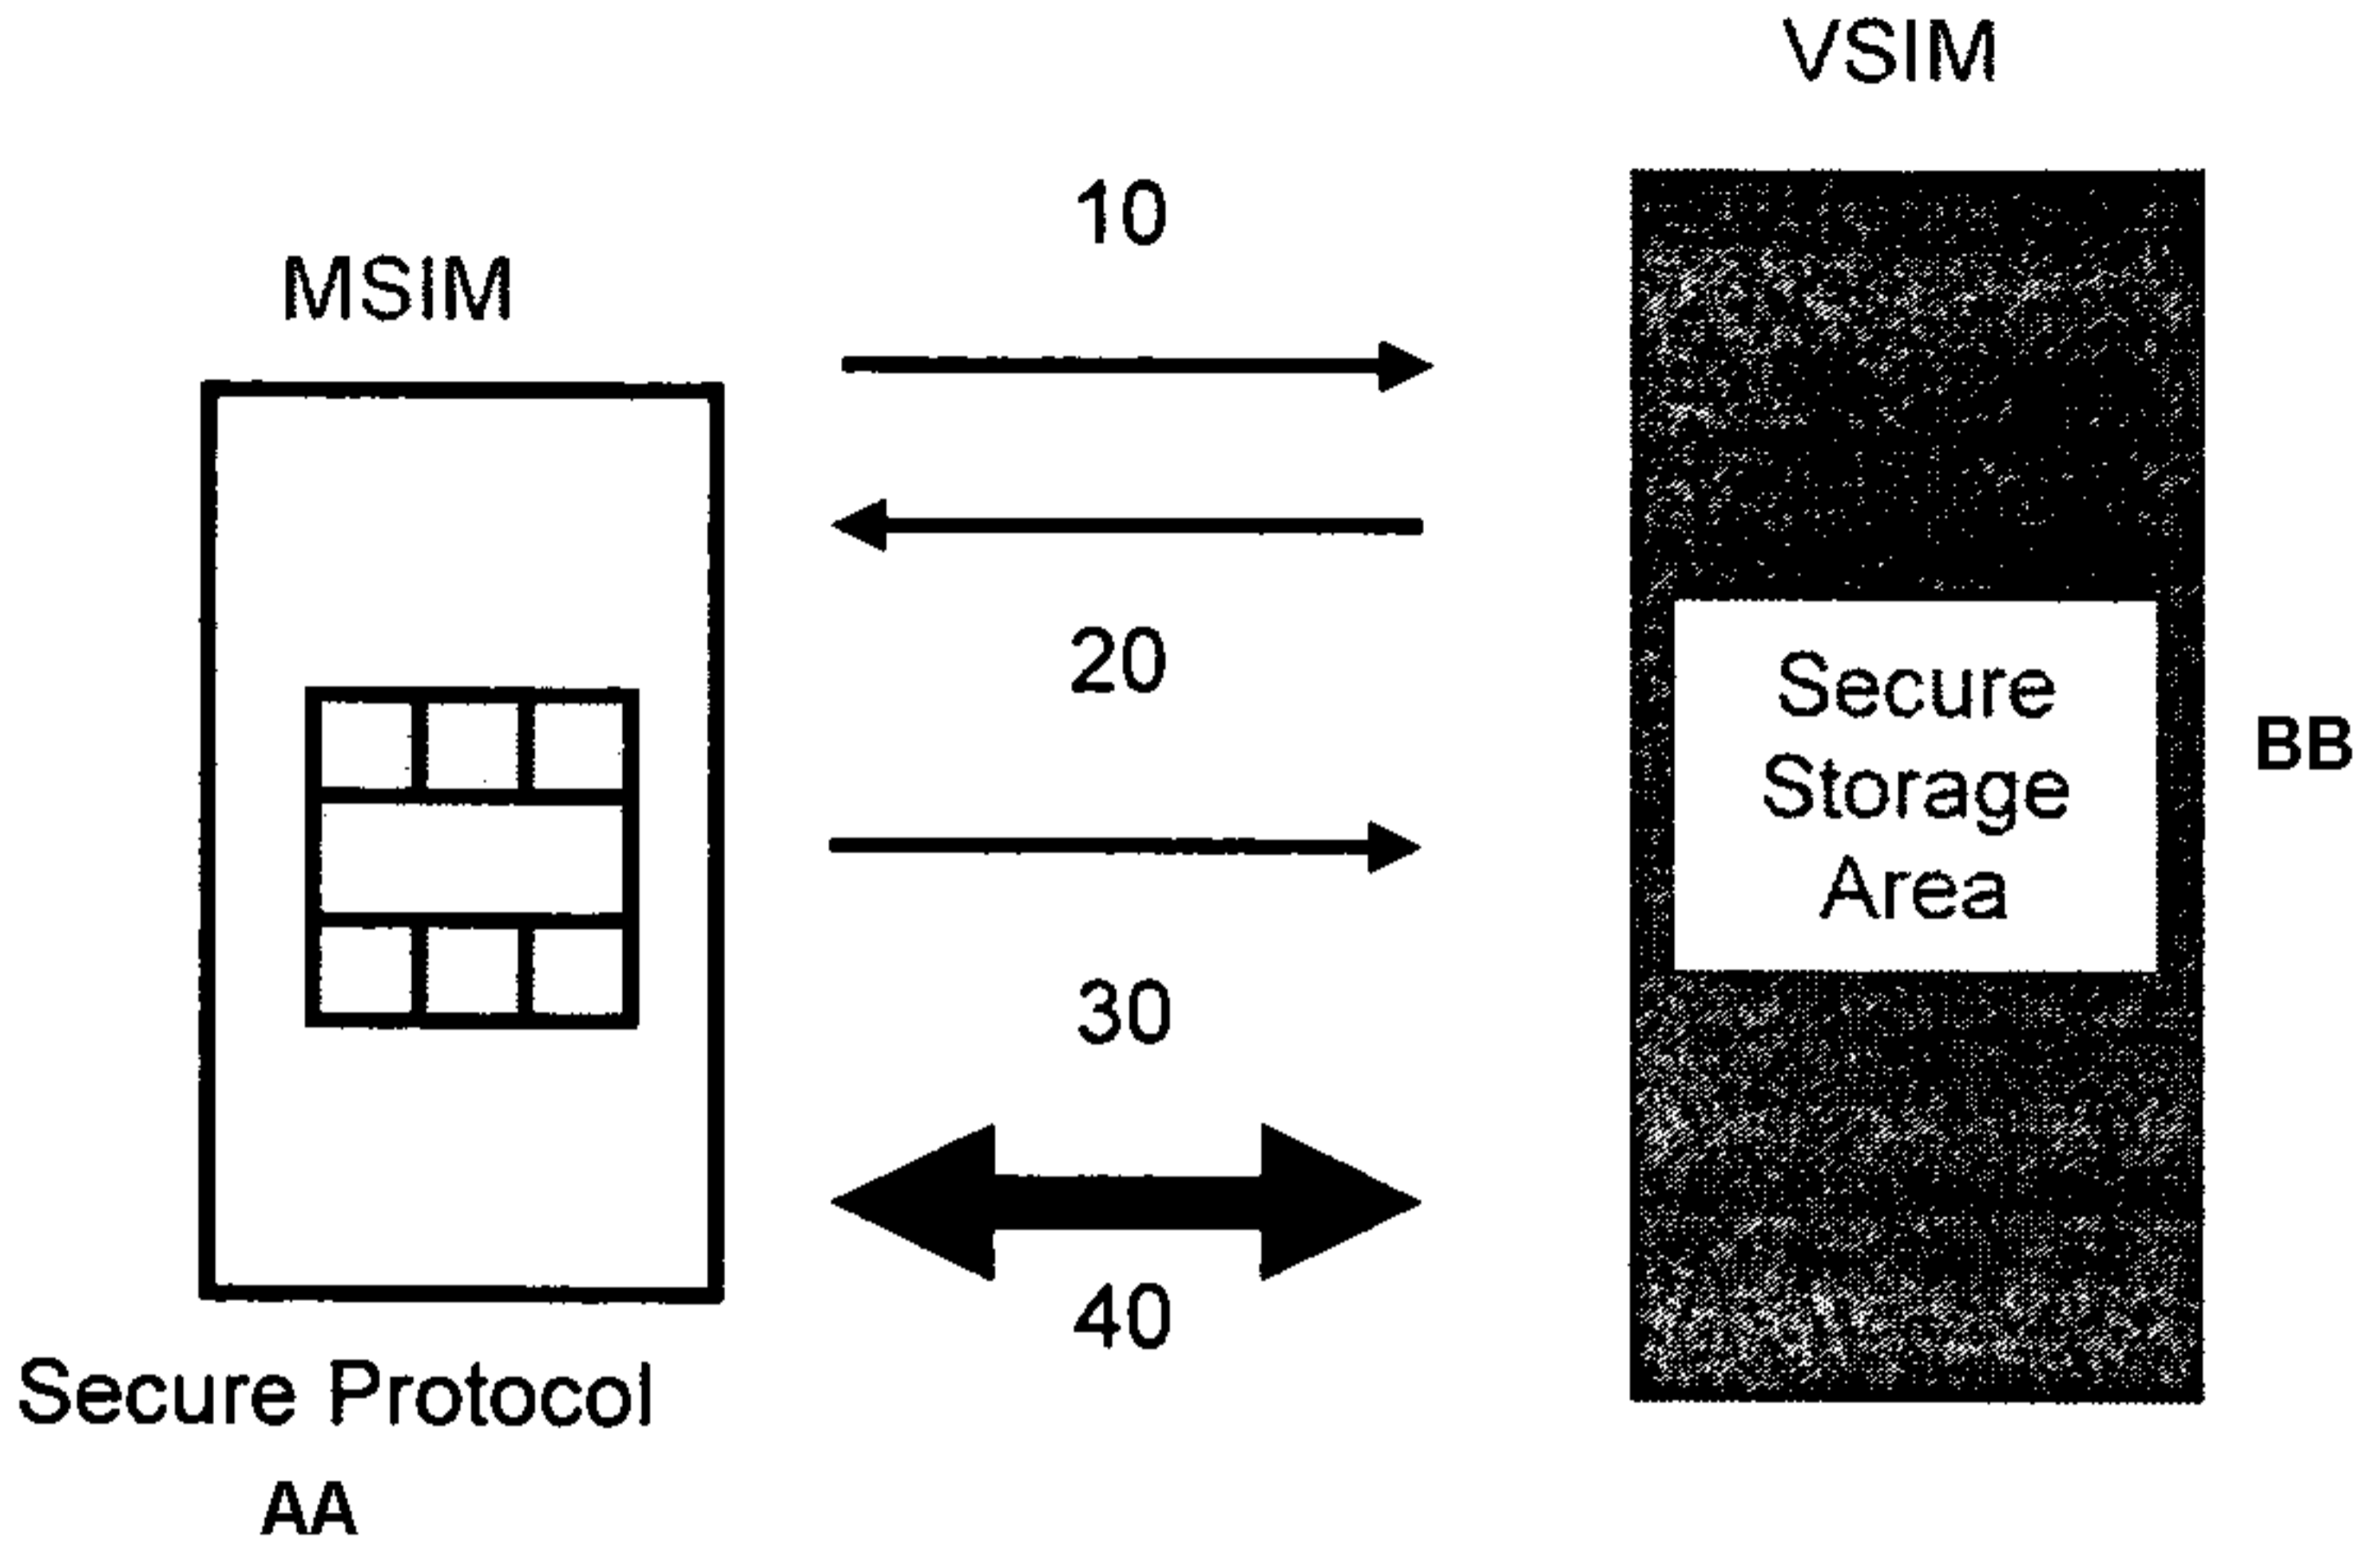 VSIM
10
MSIM
20
Secure
Storage
Area
BB
30
40
Secure Protocol
AA